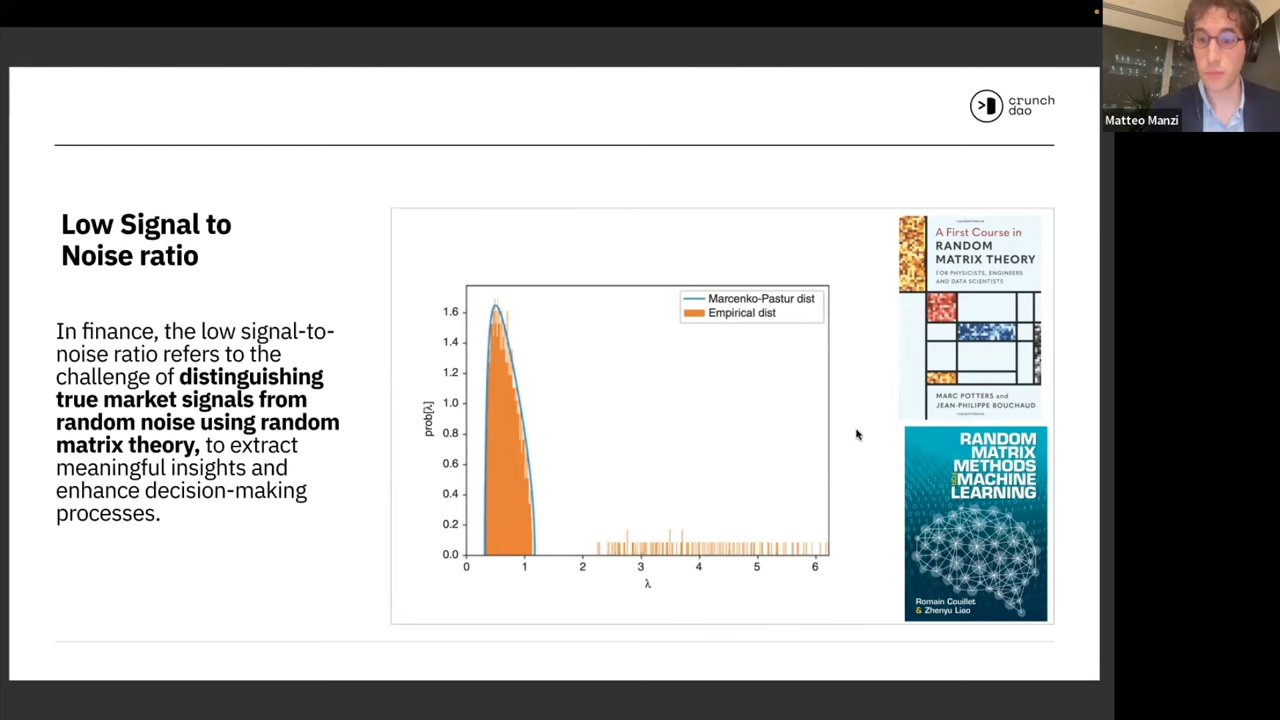 crunch
dao
Matteo Manzi
Low Signal to
Noise ratio
In finance, the low signal-to-
noise ratio refers to the
challenge of distinguishing
true market signals from
random noise using random
matrix theory, to extract
meaningful insights and
enhance decision-making
processes.
Marcenko-Pastur dist
Empirical dist
prob[λ]
1.6
1.4
1.2
1.0
0.8
0.6
0.4
0.2
0.0
0 1 2 3 4 5 6
λ
A First Course in
RANDOM
MATRIX THEORY
FOR PHYSICISTS, ENGINEERS
AND DATA SCIENTISTS
MARC POTTERS and
JEAN-PHILIPPE BOUCHAUD
RANDOM
MATRIX
METHODS
for MACHINE
LEARNING
Romain Couillet
& Zhenyu Liao